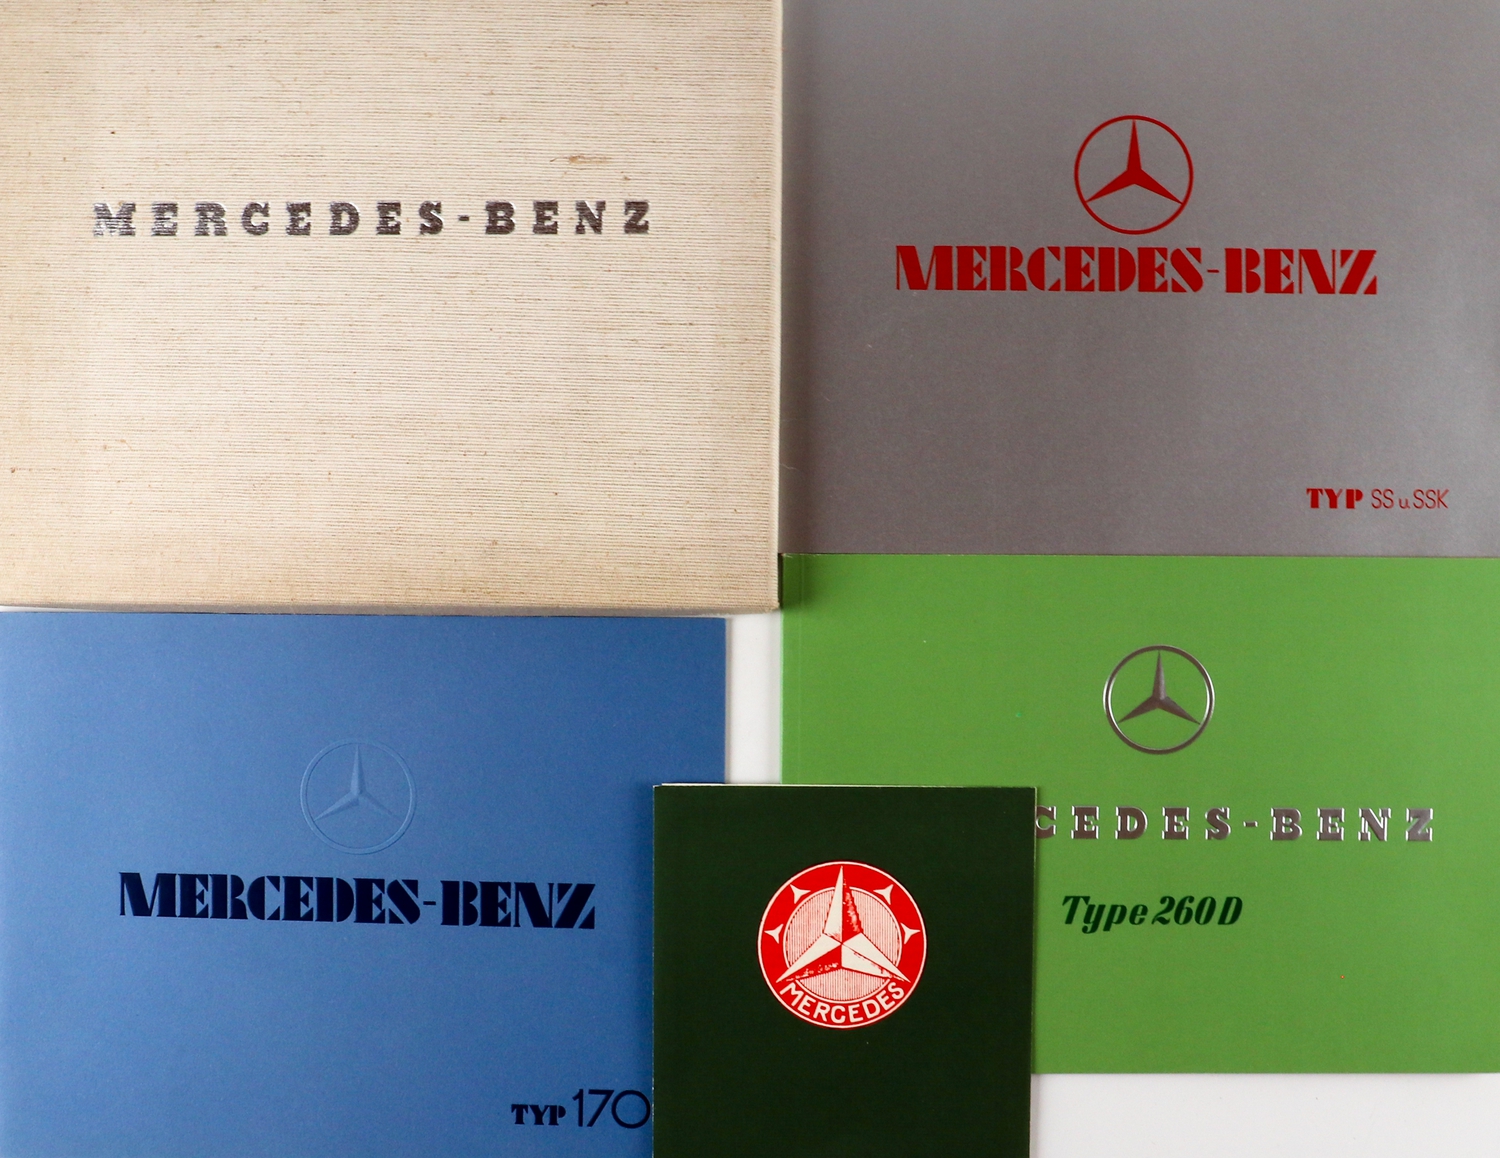 MERCEDES-BENZ
MERCEDES-BENZ
TYP SS u. SSK
MERCEDES-BENZ
TYP 170
CEDES-BENZ
Type 260 D
MERCEDES